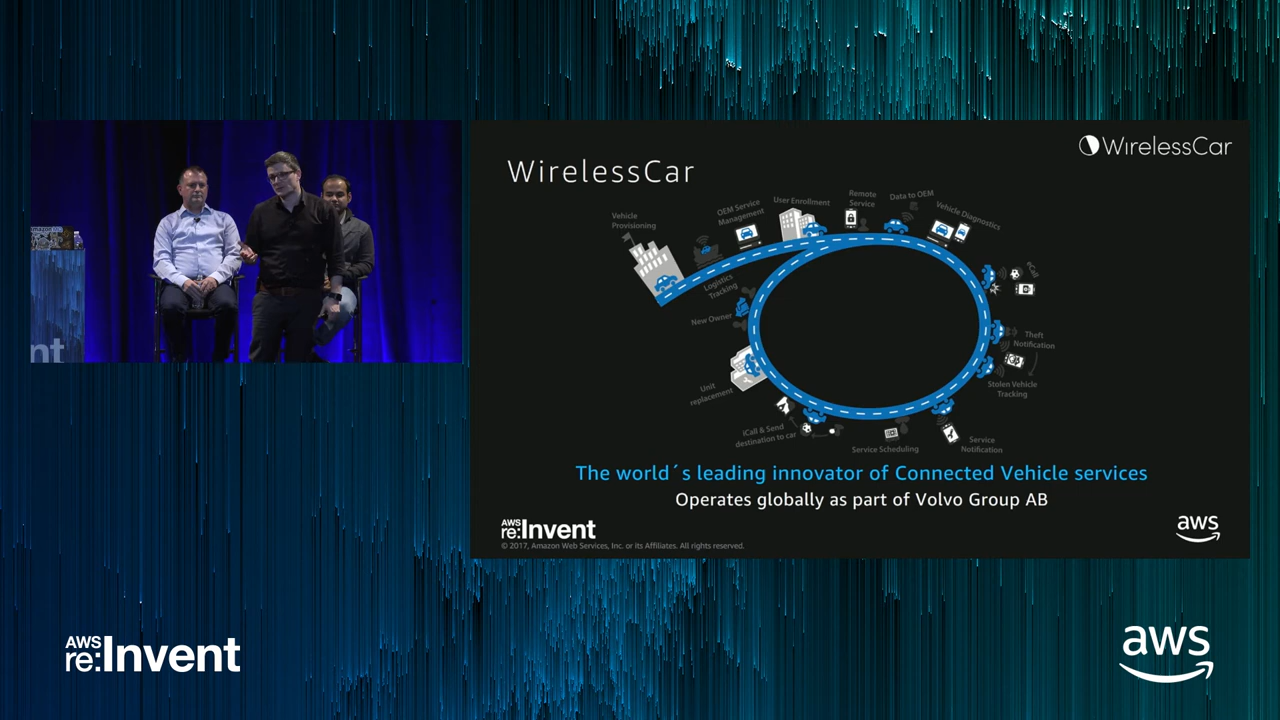 WirelessCar
WirelessCar
Vehicle
Provisioning
OEM Service
Management
User Enrollment
Remote
Service
Data to OEM
Vehicle Diagnostics
eCall
Logistics
Tracking
New Owner
Theft
Notification
Stolen Vehicle
Tracking
Unit
replacement
iCall & Send
destination to car
Service Scheduling
Service
Notification
The world´s leading innovator of Connected Vehicle services
Operates globally as part of Volvo Group AB
AWS
re:Invent
© 2017, Amazon Web Services, Inc. or its Affiliates. All rights reserved.
aws
nt
AWS
re:Invent
aws